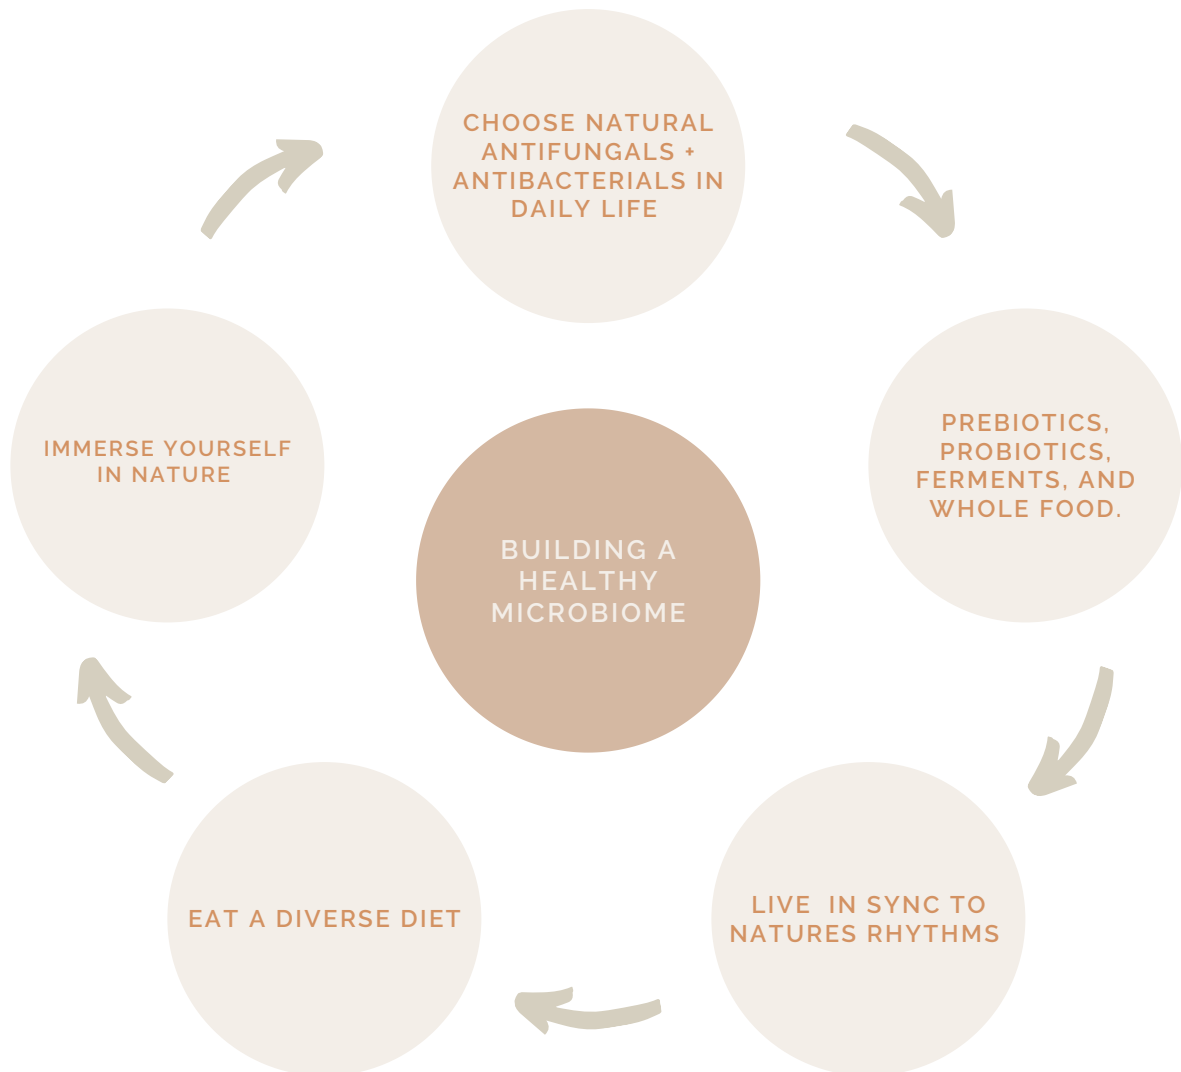 CHOOSE NATURAL
ANTIFUNGALS +
ANTIBACTERIALS IN
DAILY LIFE
PREBIOTICS,
PROBIOTICS,
FERMENTS, AND
WHOLE FOOD.
LIVE IN SYNC TO
NATURES RHYTHMS
EAT A DIVERSE DIET
IMMERSE YOURSELF
IN NATURE
BUILDING A
HEALTHY
MICROBIOME